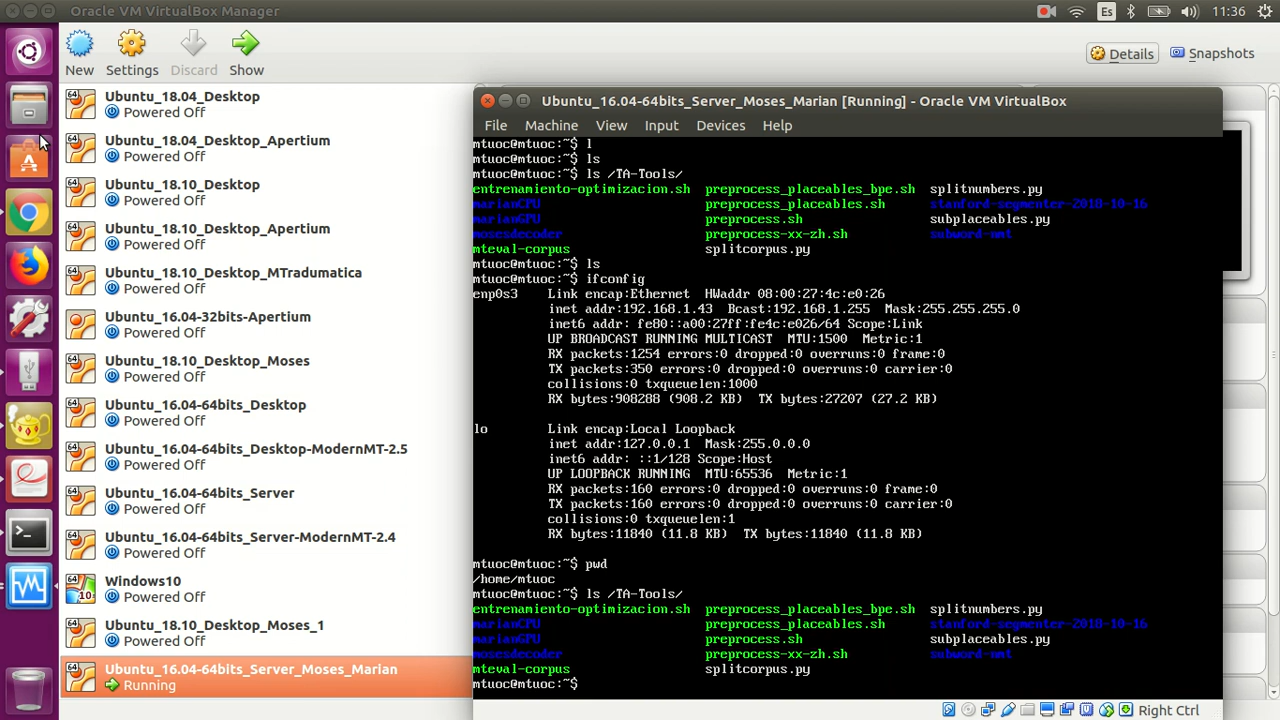 Oracle VM VirtualBox Manager
Es
11:36
New
Settings
Discard
Show
Details
Snapshots
Ubuntu_18.04_Desktop
Powered Off
Ubuntu_18.04_Desktop_Apertium
Powered Off
Ubuntu_18.10_Desktop
Powered Off
Ubuntu_18.10_Desktop_Apertium
Powered Off
Ubuntu_18.10_Desktop_MTradumatica
Powered Off
Ubuntu_16.04-32bits-Apertium
Powered Off
Ubuntu_18.10_Desktop_Moses
Powered Off
Ubuntu_16.04-64bits_Desktop
Powered Off
Ubuntu_16.04-64bits_Desktop-ModernMT-2.5
Powered Off
Ubuntu_16.04-64bits_Server
Powered Off
Ubuntu_16.04-64bits_Server-ModernMT-2.4
Powered Off
Windows10
Powered Off
Ubuntu_18.10_Desktop_Moses_1
Powered Off
Ubuntu_16.04-64bits_Server_Moses_Marian
Running
Ubuntu_16.04-64bits_Server_Moses_Marian [Running] - Oracle VM VirtualBox
File Machine View Input Devices Help
mtuoc@mtuoc:~$ l
mtuoc@mtuoc:~$ ls
mtuoc@mtuoc:~$ ls /TA-Tools/
entrenamiento-optimizacion.sh preprocess_placeables_bpe.sh splitnumbers.py
marianCPU preprocess_placeables.sh stanford-segmenter-2018-10-16
marianGPU preprocess.sh subplaceables.py
mosesdecoder preprocess-xx-zh.sh subword-nmt
mteval-corpus splitcorpus.py
mtuoc@mtuoc:~$ ls
mtuoc@mtuoc:~$ ifconfig
enp0s3 Link encap:Ethernet HWaddr 08:00:27:4c:e0:26
inet addr:192.168.1.43 Bcast:192.168.1.255 Mask:255.255.255.0
inet6 addr: fe80::a00:27ff:fe4c:e026/64 Scope:Link
UP BROADCAST RUNNING MULTICAST MTU:1500 Metric:1
RX packets:1254 errors:0 dropped:0 overruns:0 frame:0
TX packets:350 errors:0 dropped:0 overruns:0 carrier:0
collisions:0 txqueuelen:1000
RX bytes:908288 (908.2 KB) TX bytes:27207 (27.2 KB)
lo Link encap:Local Loopback
inet addr:127.0.0.1 Mask:255.0.0.0
inet6 addr: ::1/128 Scope:Host
UP LOOPBACK RUNNING MTU:65536 Metric:1
RX packets:160 errors:0 dropped:0 overruns:0 frame:0
TX packets:160 errors:0 dropped:0 overruns:0 carrier:0
collisions:0 txqueuelen:1
RX bytes:11840 (11.8 KB) TX bytes:11840 (11.8 KB)
mtuoc@mtuoc:~$ pwd
/home/mtuoc
mtuoc@mtuoc:~$ ls /TA-Tools/
entrenamiento-optimizacion.sh preprocess_placeables_bpe.sh splitnumbers.py
marianCPU preprocess_placeables.sh stanford-segmenter-2018-10-16
marianGPU preprocess.sh subplaceables.py
mosesdecoder preprocess-xx-zh.sh subword-nmt
mteval-corpus splitcorpus.py
mtuoc@mtuoc:~$
Right Ctrl